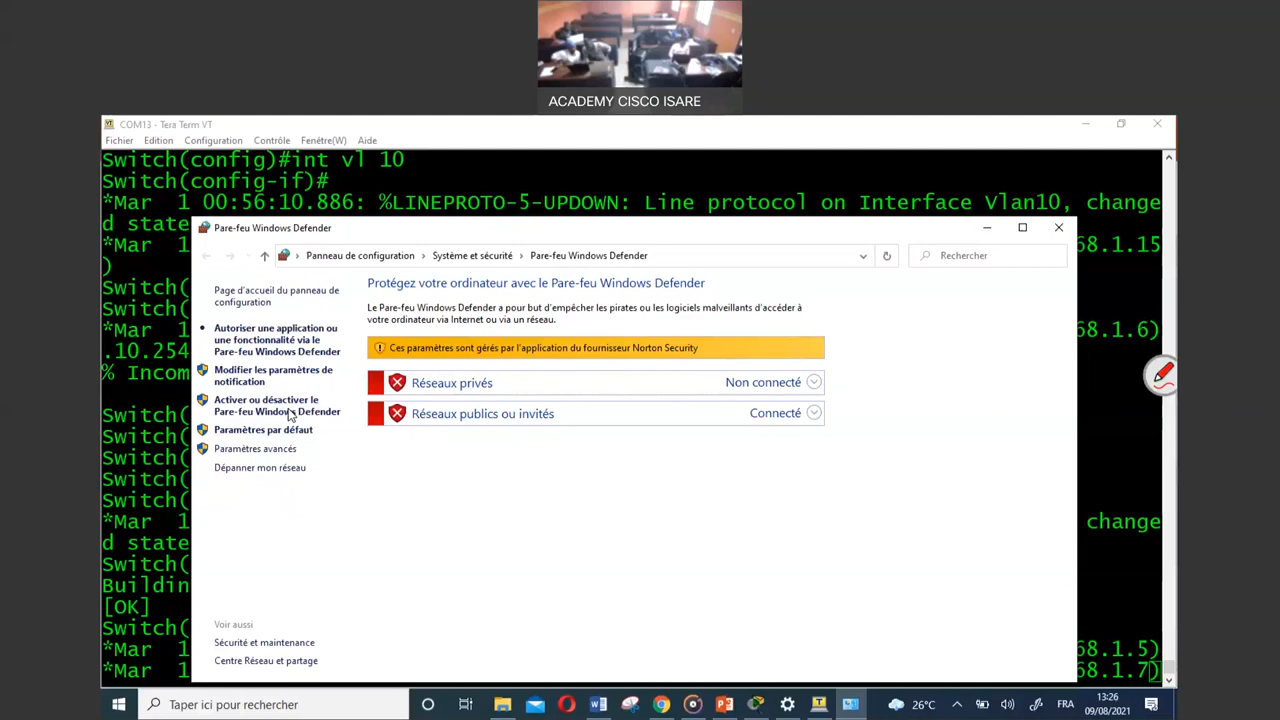 ACADEMY CISCO ISARE
COM13 - Tera Term VT
Fichier Edition Configuration Contrôle Fenêtre(W) Aide
Switch(config)#int vl 10
Switch(config-if)#
*Mar 1 00:56:10.886: %LINEPROTO-5-UPDOWN: Line protocol on Interface Vlan10, change
d state
*Mar 1 68.1.15
)
Switch(
Switch(
*Mar 1 68.1.6)
.10.254
% Incom
Switch(
Switch(
Switch(
Switch(
Switch(
*Mar 1 change
d state
Switch(
Buildin
[OK]
Switch(
*Mar 1 68.1.5)
*Mar 1 68.1.7)
Pare-feu Windows Defender
Panneau de configuration > Système et sécurité > Pare-feu Windows Defender
Rechercher
Page d'accueil du panneau de
configuration
Autoriser une application ou
une fonctionnalité via le
Pare-feu Windows Defender
Modifier les paramètres de
notification
Activer ou désactiver le
Pare-feu Windows Defender
Paramètres par défaut
Paramètres avancés
Dépanner mon réseau
Voir aussi
Sécurité et maintenance
Centre Réseau et partage
Protégez votre ordinateur avec le Pare-feu Windows Defender
Le Pare-feu Windows Defender a pour but d'empêcher les pirates ou les logiciels malveillants d'accéder à
votre ordinateur via Internet ou via un réseau.
Ces paramètres sont gérés par l'application du fournisseur Norton Security
Réseaux privés Non connecté
Réseaux publics ou invités Connecté
Taper ici pour rechercher
26°C
FRA
13:26
09/08/2021